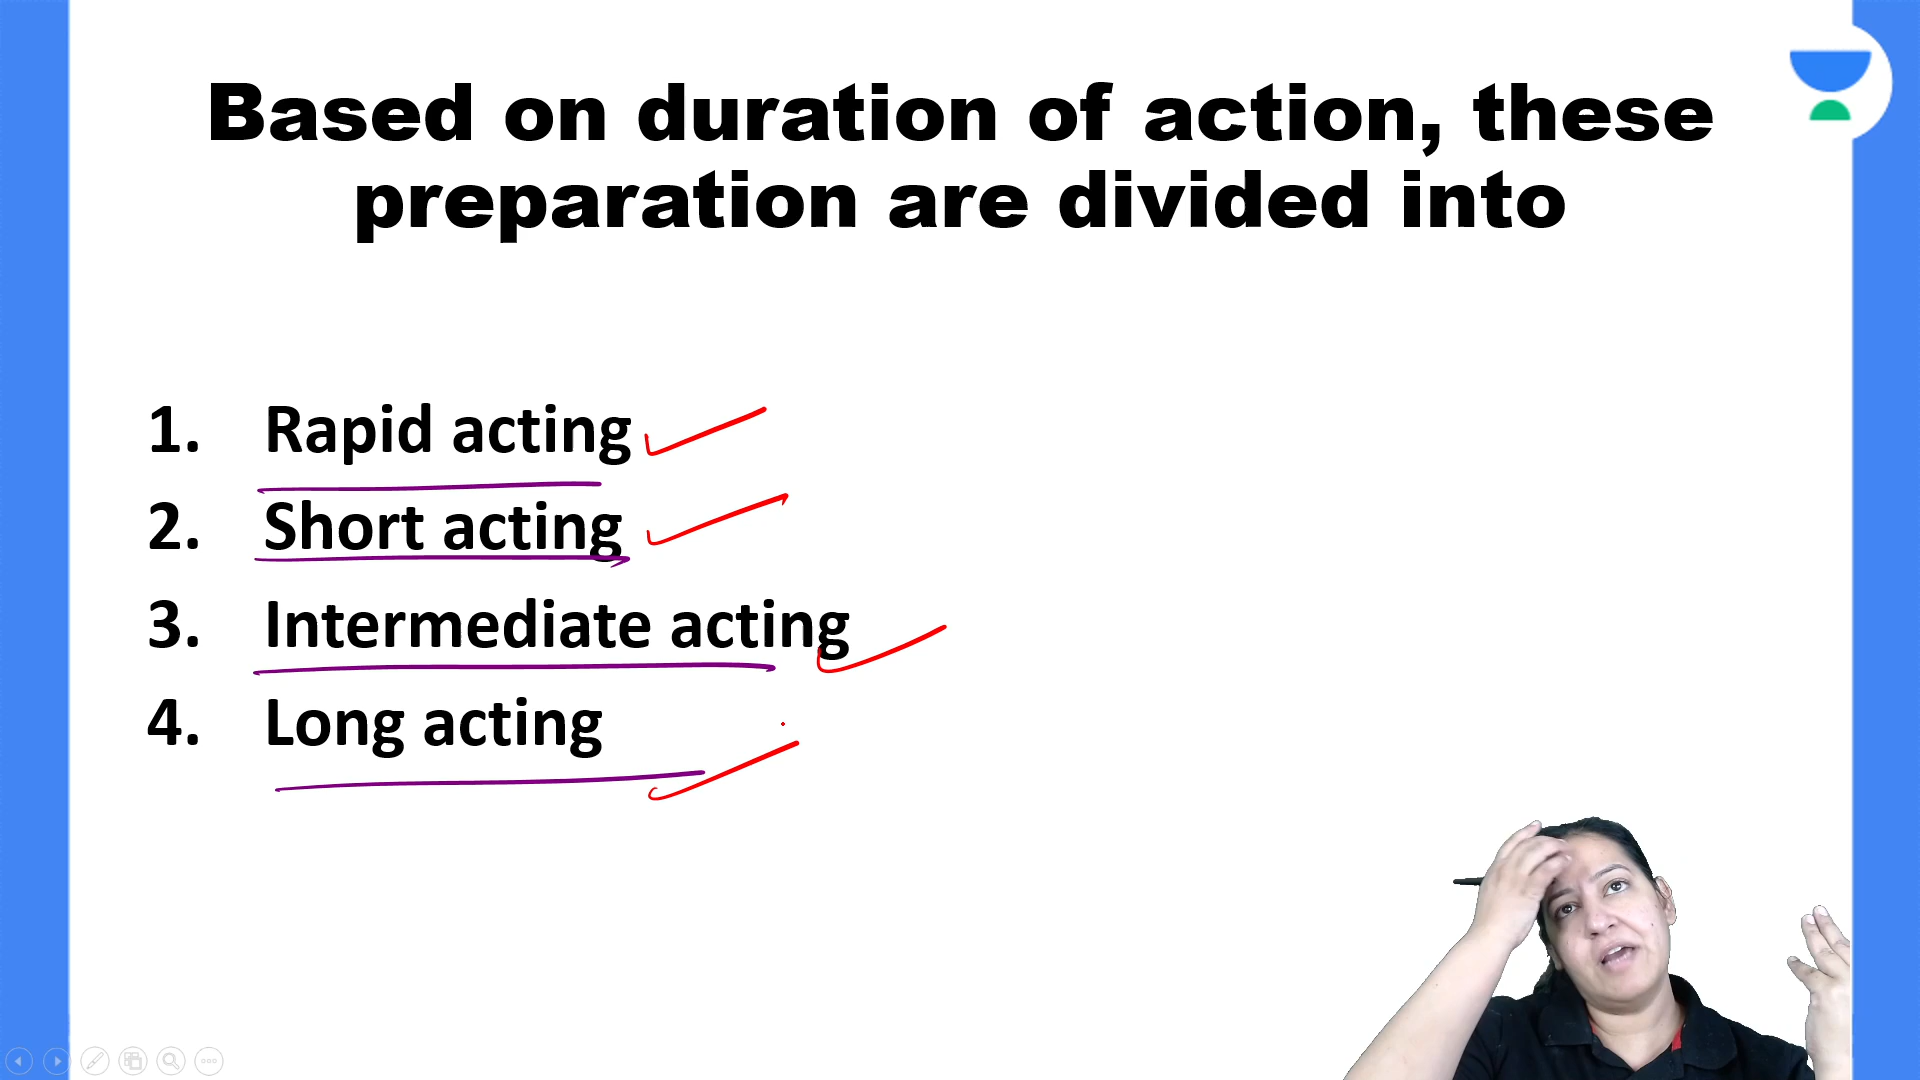 Based on duration of action, these
preparation are divided into
1. Rapid acting
2. Short acting
3. Intermediate acting
4. Long acting